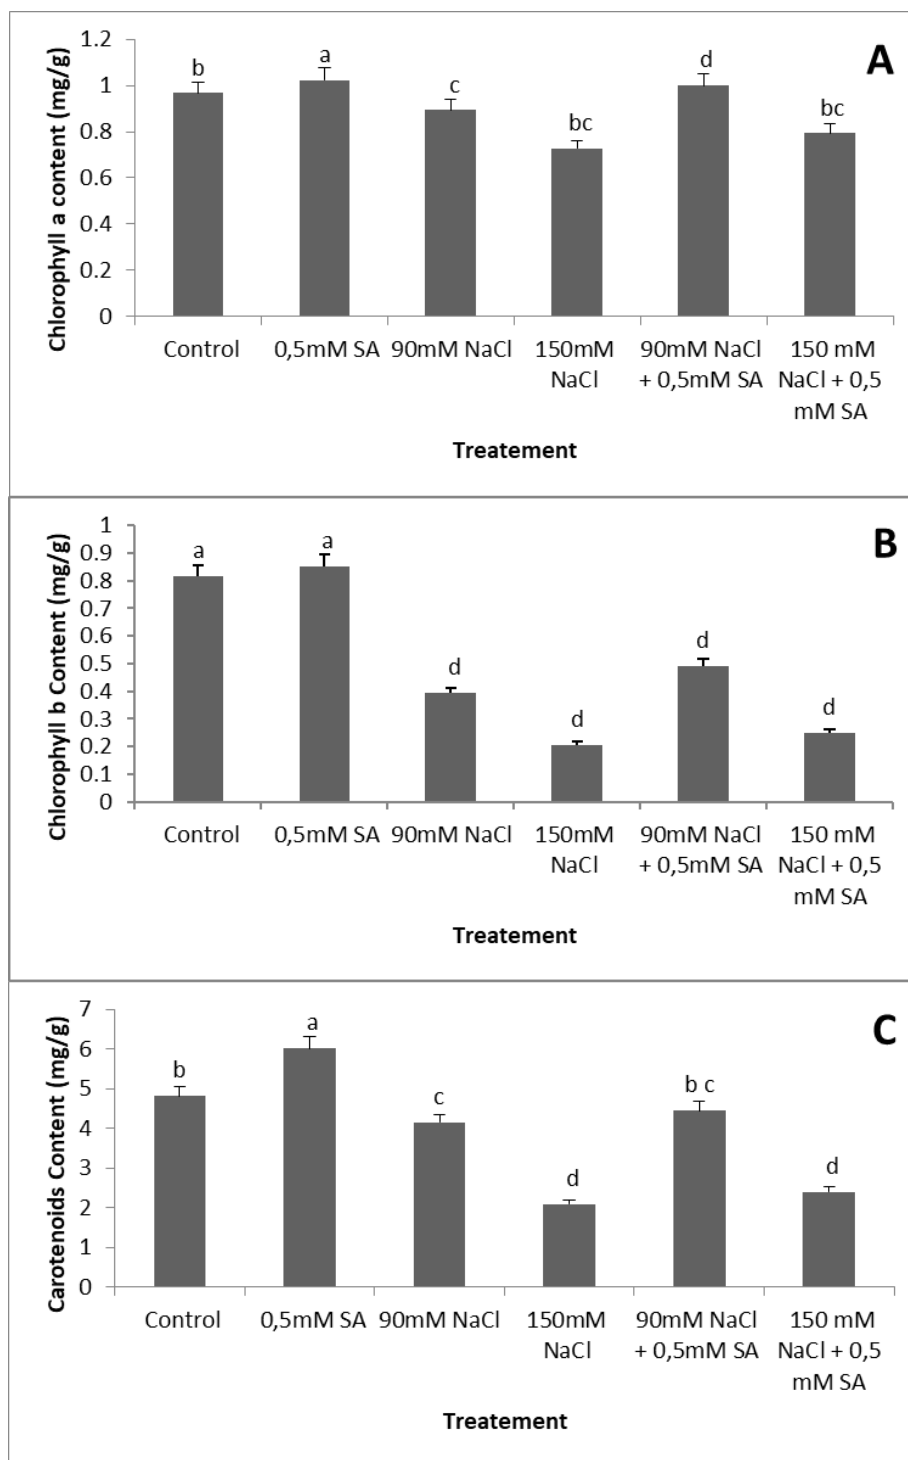 A
Chlorophyll a content (mg/g)
1.2
1
0.8
0.6
0.4
0.2
0
b
a
c
bc
d
bc
Control
0,5mM SA
90mM NaCl
150mM
NaCl
90mM NaCl
+ 0,5mM SA
150 mM
NaCl + 0,5
mM SA
Treatement
B
Chlorophyll b Content (mg/g)
1
0.9
0.8
0.7
0.6
0.5
0.4
0.3
0.2
0.1
0
a
a
d
d
d
d
Control
0,5mM SA
90mM NaCl
150mM
NaCl
90mM NaCl
+ 0,5mM SA
150 mM
NaCl + 0,5
mM SA
Treatement
C
Carotenoids Content (mg/g)
7
6
5
4
3
2
1
0
b
a
c
d
b c
d
Control
0,5mM SA
90mM NaCl
150mM
NaCl
90mM NaCl
+ 0,5mM SA
150 mM
NaCl + 0,5
mM SA
Treatement